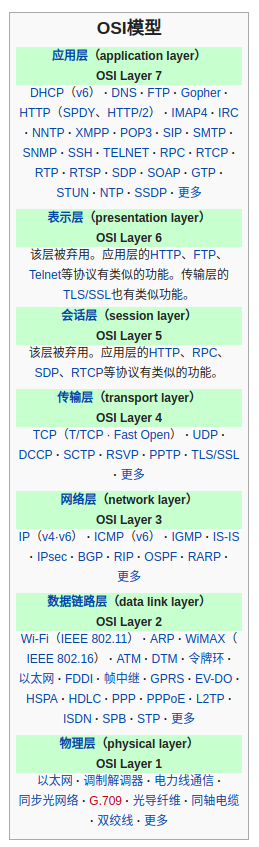 OSI模型
应用层（application layer）
OSI Layer 7
DHCP（v6） · DNS · FTP · Gopher ·
HTTP（SPDY、HTTP/2） · IMAP4 · IRC
· NNTP · XMPP · POP3 · SIP · SMTP ·
SNMP · SSH · TELNET · RPC · RTCP ·
RTP · RTSP · SDP · SOAP · GTP ·
STUN · NTP · SSDP · 更多
表示层（presentation layer）
OSI Layer 6
该层被弃用。应用层的HTTP、FTP、
Telnet等协议有类似的功能。传输层的
TLS/SSL也有类似功能。
会话层（session layer）
OSI Layer 5
该层被弃用。应用层的HTTP、RPC、
SDP、RTCP等协议有类似的功能。
传输层（transport layer）
OSI Layer 4
TCP（T/TCP · Fast Open） · UDP ·
DCCP · SCTP · RSVP · PPTP · TLS/SSL
· 更多
网络层（network layer）
OSI Layer 3
IP（v4·v6） · ICMP（v6） · IGMP · IS-IS
· IPsec · BGP · RIP · OSPF · RARP ·
更多
数据链路层（data link layer）
OSI Layer 2
Wi-Fi（IEEE 802.11） · ARP · WiMAX（
IEEE 802.16） · ATM · DTM · 令牌环 ·
以太网 · FDDI · 帧中继 · GPRS · EV-DO ·
HSPA · HDLC · PPP · PPPoE · L2TP ·
ISDN · SPB · STP · 更多
物理层（physical layer）
OSI Layer 1
以太网 · 调制解调器 · 电力线通信 ·
同步光网络 · G.709 · 光导纤维 · 同轴电缆
· 双绞线 · 更多